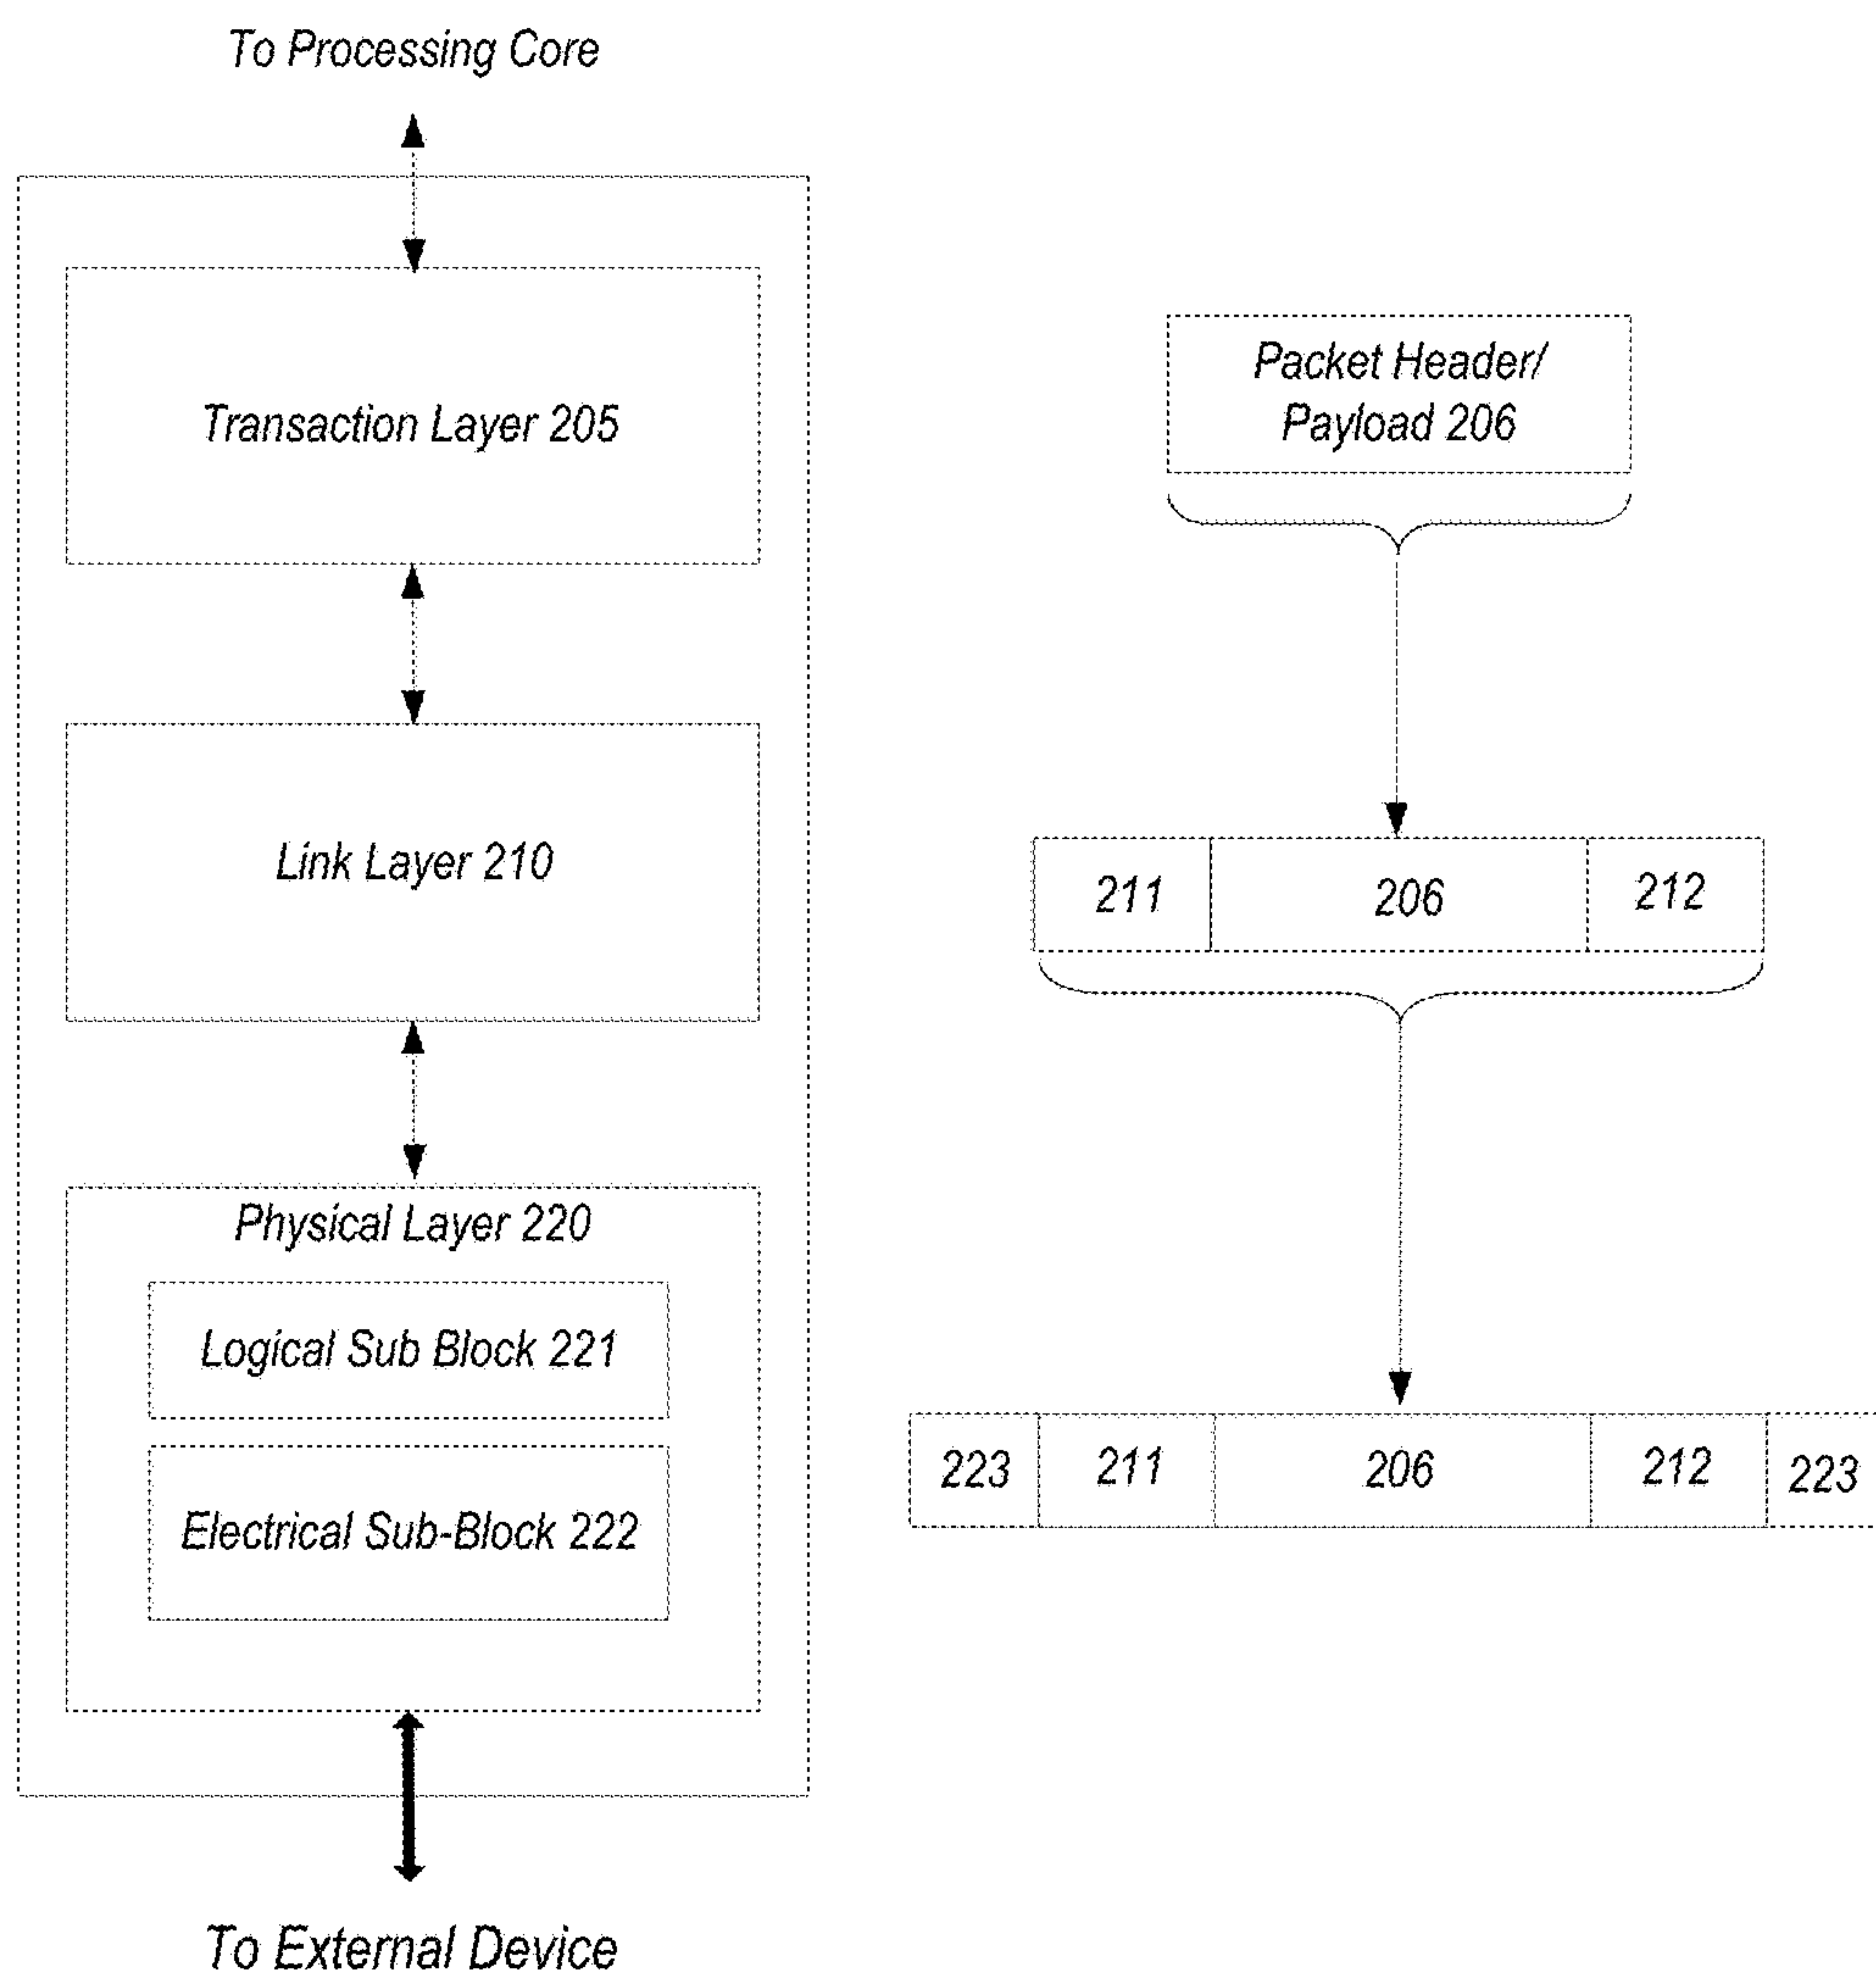 To Processing Core
Transaction Layer 205
Link Layer 210
Physical Layer 220
Logical Sub Block 221
Electrical Sub-Block 222
To External Device
Packet Header/
Payload 206
211 206 212
223 211 206 212 223